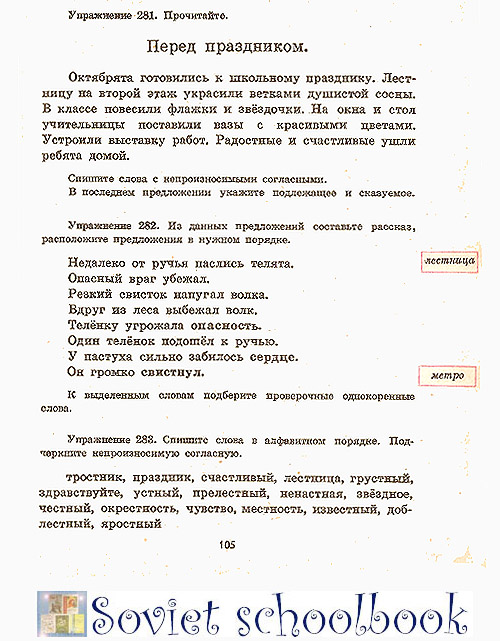 Упражнение 281. Прочитайте.
Перед праздником.
Октябрята готовились к школьному празднику. Лест-
ницу на второй этаж украсили ветками душистой сосны.
В классе повесили флажки и звёздочки. На окна и стол
учительницы поставили вазы с красивыми цветами.
Устроили выставку работ. Радостные и счастливые ушли
ребята домой.
Спишите слова с непроизносимыми согласными.
В последнем предложении укажите подлежащее и сказуемое.
Упражнение 282. Из данных предложений составьте рассказ,
расположите предложения в нужном порядке.
лестница
Недалеко от ручья паслись телята.
Опасный враг убежал.
Резкий свисток напугал волка.
Вдруг из леса выбежал волк.
Телёнку угрожала опасность.
Один телёнок подошёл к ручью.
У пастуха сильно забилось сердце.
Он громко свистнул.
метро
К выделенным словам подберите проверочные однокоренные
слова.
Упражнение 283. Спишите слова в алфавитном порядке. Под-
черкните непроизносимую согласную.
тростник, праздник, счастливый, лестница, грустный,
здравствуйте, устный, прелестный, ненастная, звёздное,
честный, окрестность, чувство, местность, известный, доб-
лестный, яростный
105
Soviet schoolbook